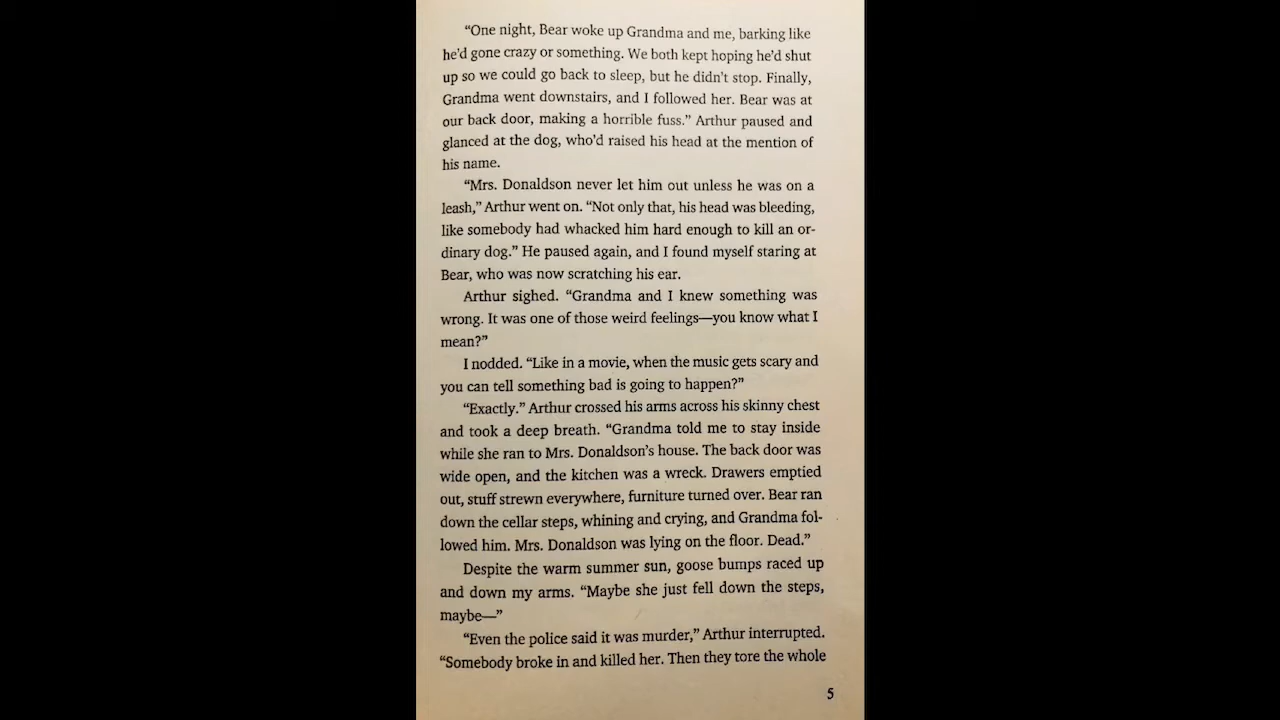 “One night, Bear woke up Grandma and me, barking like
he’d gone crazy or something. We both kept hoping he’d shut
up so we could go back to sleep, but he didn’t stop. Finally,
Grandma went downstairs, and I followed her. Bear was at
our back door, making a horrible fuss.” Arthur paused and
glanced at the dog, who’d raised his head at the mention of
his name.
“Mrs. Donaldson never let him out unless he was on a
leash,” Arthur went on. “Not only that, his head was bleeding,
like somebody had whacked him hard enough to kill an or-
dinary dog.” He paused again, and I found myself staring at
Bear, who was now scratching his ear.
Arthur sighed. “Grandma and I knew something was
wrong. It was one of those weird feelings—you know what I
mean?”
I nodded. “Like in a movie, when the music gets scary and
you can tell something bad is going to happen?”
“Exactly.” Arthur crossed his arms across his skinny chest
and took a deep breath. “Grandma told me to stay inside
while she ran to Mrs. Donaldson’s house. The back door was
wide open, and the kitchen was a wreck. Drawers emptied
out, stuff strewn everywhere, furniture turned over. Bear ran
down the cellar steps, whining and crying, and Grandma fol-
lowed him. Mrs. Donaldson was lying on the floor. Dead.”
Despite the warm summer sun, goose bumps raced up
and down my arms. “Maybe she just fell down the steps,
maybe—”
“Even the police said it was murder,” Arthur interrupted.
“Somebody broke in and killed her. Then they tore the whole
5